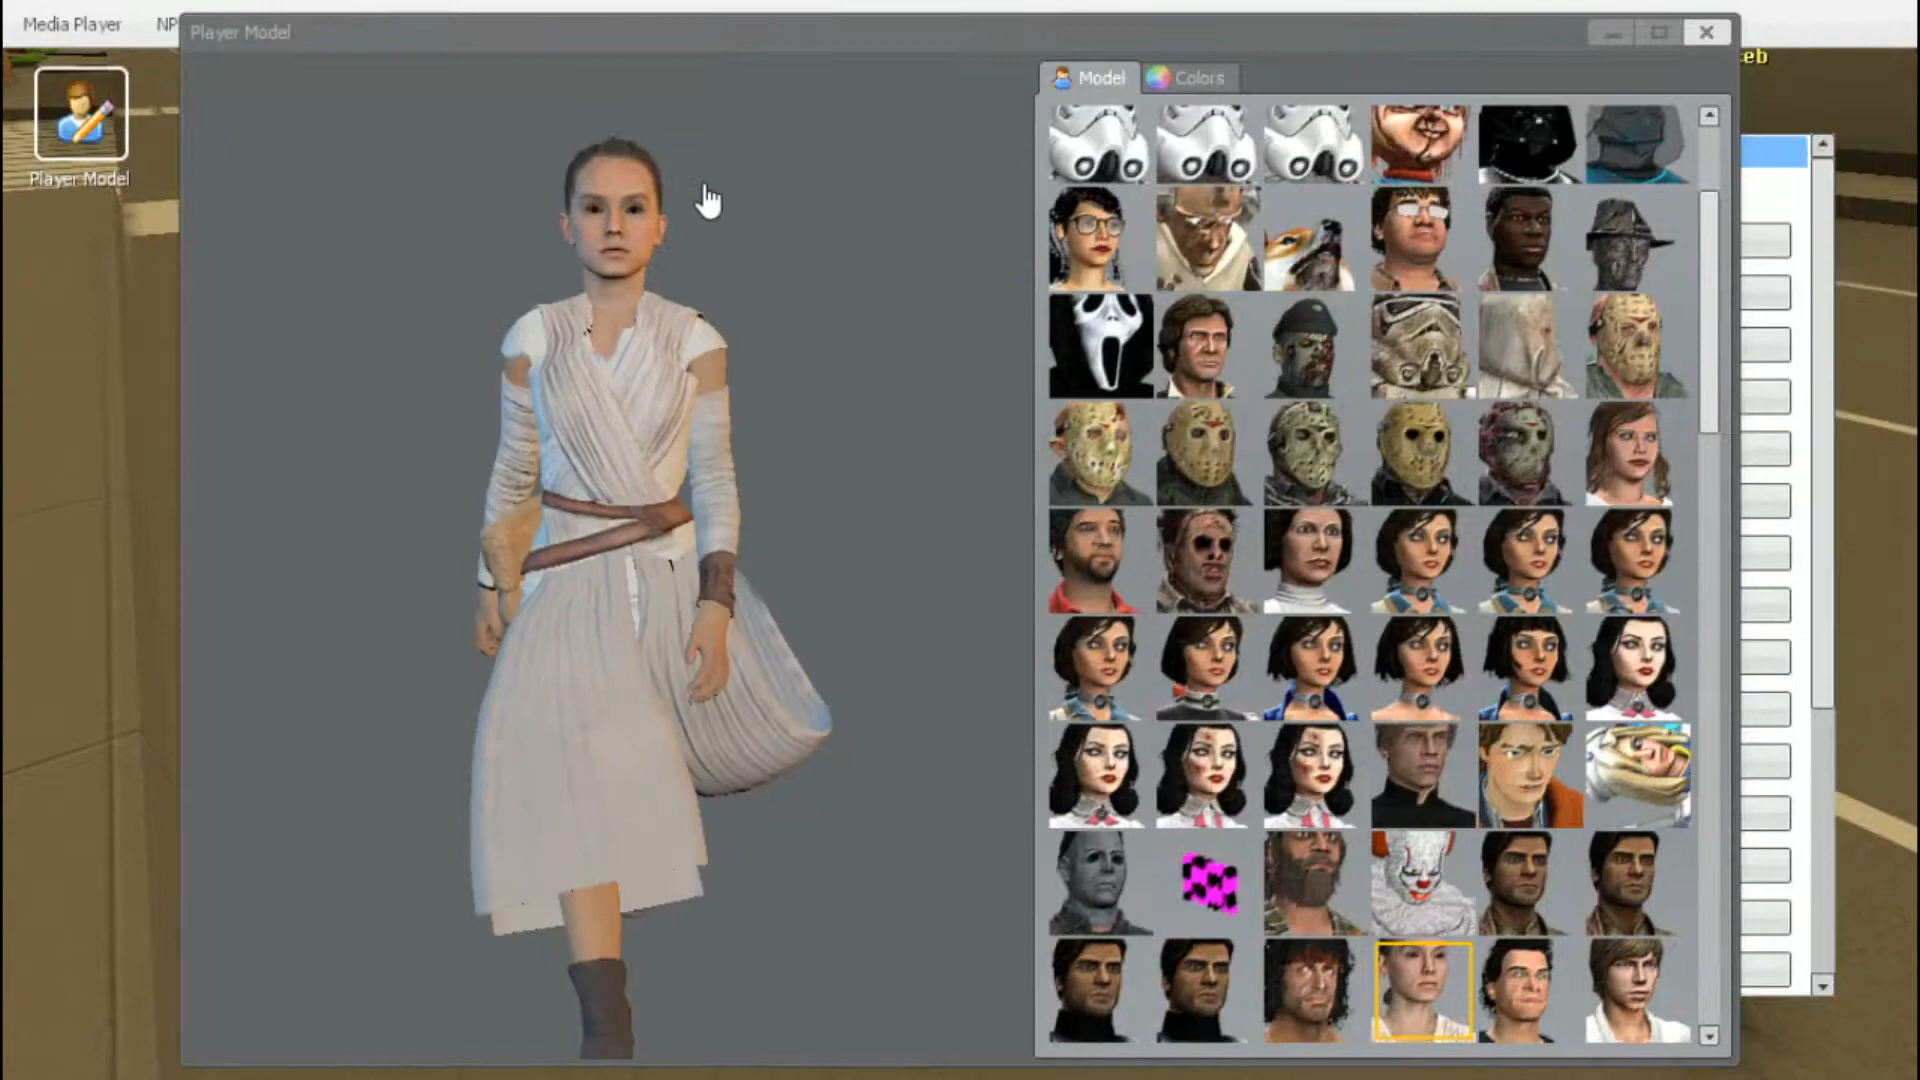 Media Player
NP
Player Model
eb
Model
Colors
Player Model